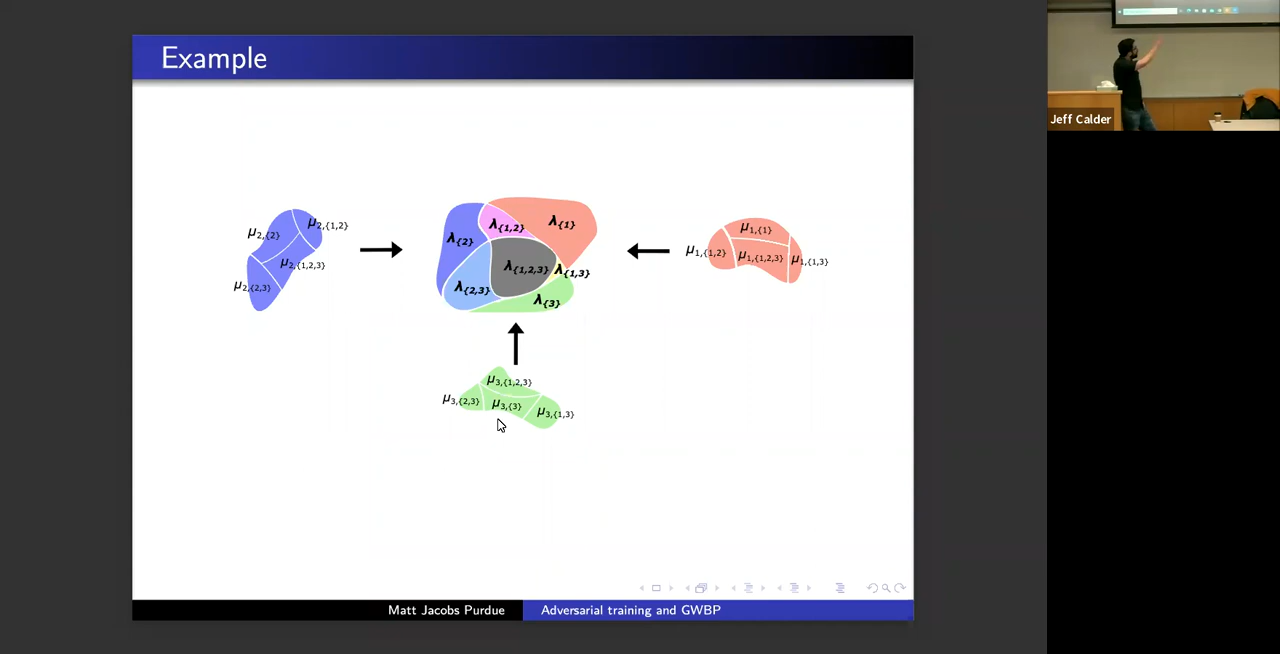 Example
μ2,{2}
μ2,{1,2}
μ2,{1,2,3}
μ2,{2,3}
λ{2}
λ{1,2}
λ{1}
λ{1,2,3}
λ{1,3}
λ{2,3}
λ{3}
μ1,{1}
μ1,{1,2}
μ1,{1,2,3}
μ1,{1,3}
μ3,{1,2,3}
μ3,{2,3}
μ3,{3}
μ3,{1,3}
Matt Jacobs Purdue
Adversarial training and GWBP
Jeff Calder